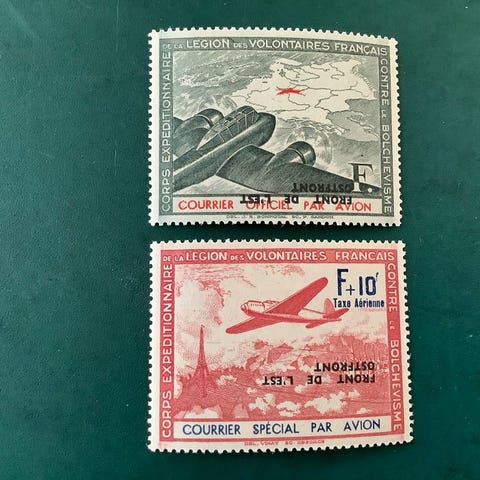 CORPS EXPEDITIONNAIRE DE LA LEGION DES VOLONTAIRES FRANÇAIS CONTRE LE BOLCHEVISME
F.
FRONT DE L'EST
OSTFRONT
COURRIER OFFICIEL PAR AVION
CORPS EXPEDITIONNAIRE DE LA LEGION DES VOLONTAIRES FRANÇAIS CONTRE LE BOLCHEVISME
F+10F
Taxe Aérienne
FRONT DE L'EST
OSTFRONT
COURRIER SPÉCIAL PAR AVION